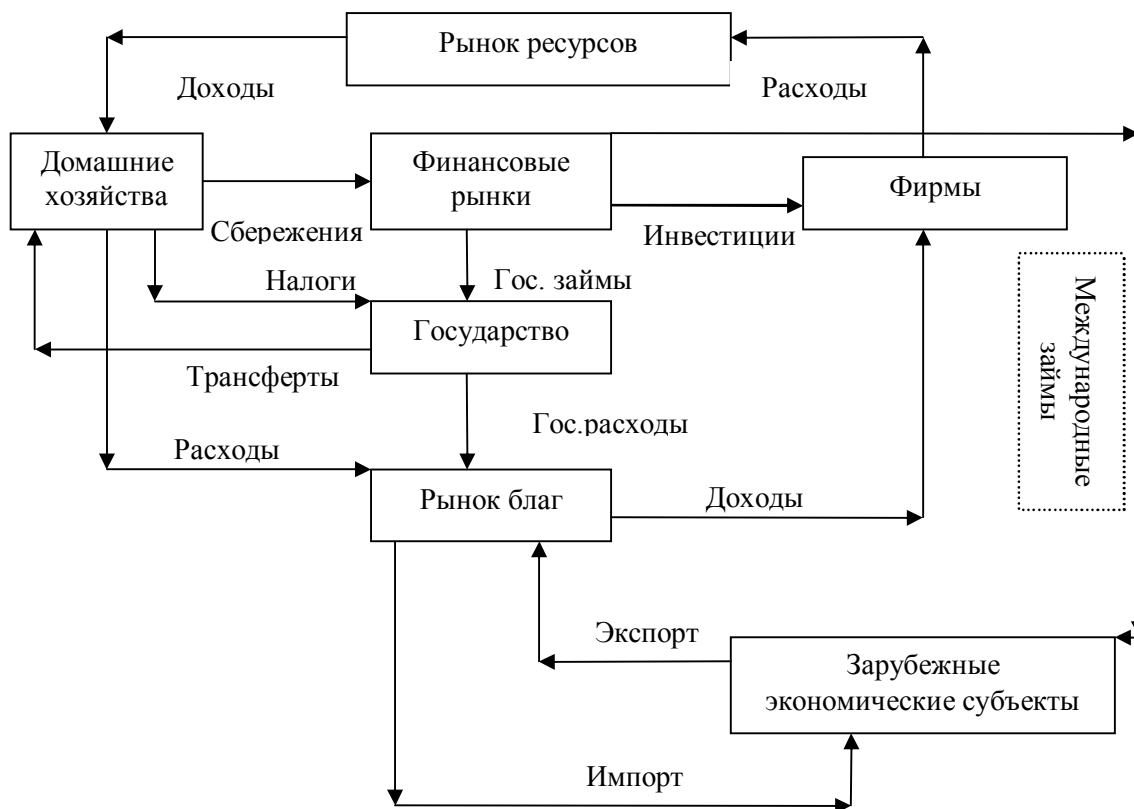 Рынок ресурсов
Доходы
Расходы
Домашние
хозяйства
Финансовые
рынки
Фирмы
Сбережения
Инвестиции
Налоги
Гос. займы
Государство
Трансферты
Международные
займы
Гос.расходы
Расходы
Рынок благ
Доходы
Экспорт
Зарубежные
экономические субъекты
Импорт